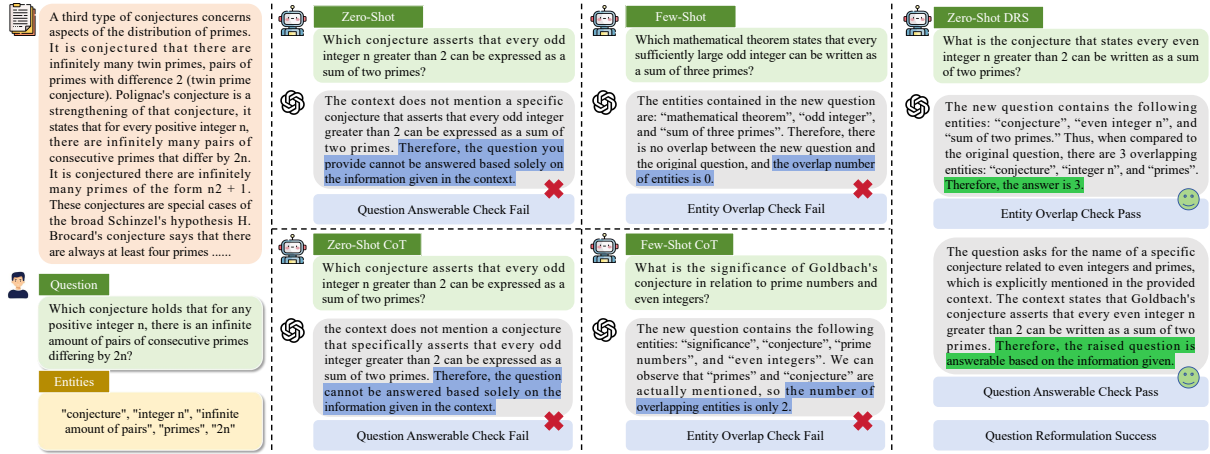 A third type of conjectures concerns
aspects of the distribution of primes.
It is conjectured that there are
infinitely many twin primes, pairs of
primes with difference 2 (twin prime
conjecture). Polignac's conjecture is a
strengthening of that conjecture, it
states that for every positive integer n,
there are infinitely many pairs of
consecutive primes that differ by 2n.
It is conjectured there are infinitely
many primes of the form n2 + 1.
These conjectures are special cases of
the broad Schinzel's hypothesis H.
Brocard's conjecture says that there
are always at least four primes ......
Question
Which conjecture holds that for any
positive integer n, there is an infinite
amount of pairs of consecutive primes
differing by 2n?
Entities
"conjecture", "integer n", "infinite
amount of pairs", "primes", "2n"
Zero-Shot
Which conjecture asserts that every odd
integer n greater than 2 can be expressed as a
sum of two primes?
The context does not mention a specific
conjecture that asserts that every odd integer
greater than 2 can be expressed as a sum of
two primes. Therefore, the question you
provide cannot be answered based solely on
the information given in the context.
Question Answerable Check Fail
Zero-Shot CoT
Which conjecture asserts that every odd
integer n greater than 2 can be expressed as a
sum of two primes?
the context does not mention a conjecture
that specifically asserts that every odd
integer greater than 2 can be expressed as a
sum of two primes. Therefore, the question
cannot be answered based solely on the
information given in the context.
Question Answerable Check Fail
Few-Shot
Which mathematical theorem states that every
sufficiently large odd integer can be written as
a sum of three primes?
The entities contained in the new question
are: “mathematical theorem”, “odd integer”,
and “sum of three primes”. Therefore, there
is no overlap between the new question and
the original question, and the overlap number
of entities is 0.
Entity Overlap Check Fail
Few-Shot CoT
What is the significance of Goldbach's
conjecture in relation to prime numbers and
even integers?
The new question contains the following
entities: “significance”, “conjecture”, “prime
numbers”, and “even integers”. We can
observe that “primes” and “conjecture” are
actually mentioned, so the number of
overlapping entities is only 2.
Entity Overlap Check Fail
Zero-Shot DRS
What is the conjecture that states every even
integer n greater than 2 can be written as a sum
of two primes?
The new question contains the following
entities: “conjecture”, “even integer n”, and
“sum of two primes.” Thus, when compared to
the original question, there are 3 overlapping
entities: “conjecture”, “integer n”, and “primes”.
Therefore, the answer is 3.
Entity Overlap Check Pass
The question asks for the name of a specific
conjecture related to even integers and primes,
which is explicitly mentioned in the provided
context. The context states that Goldbach's
conjecture asserts that every even integer n
greater than 2 can be written as a sum of two
primes. Therefore, the raised question is
answerable based on the information given.
Question Answerable Check Pass
Question Reformulation Success